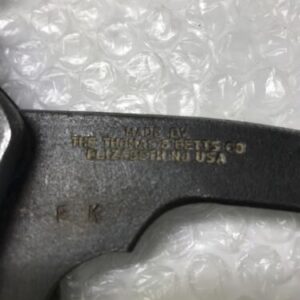 MADE BY
THE THOMAS & BETTS CO
ELIZABETH NJ USA
E K